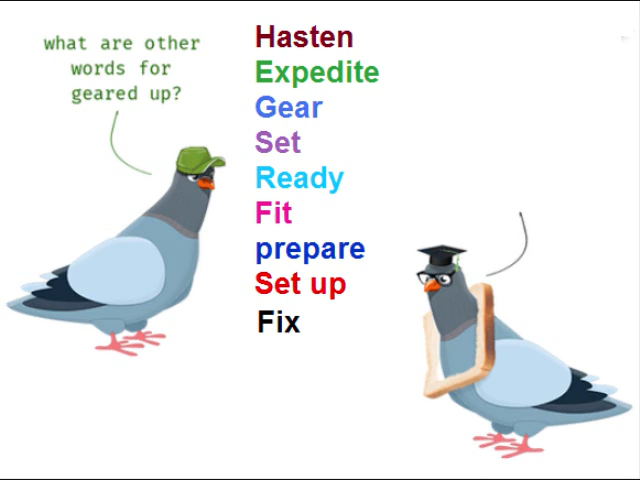 what are other
words for
geared up?
Hasten
Expedite
Gear
Set
Ready
Fit
prepare
Set up
Fix